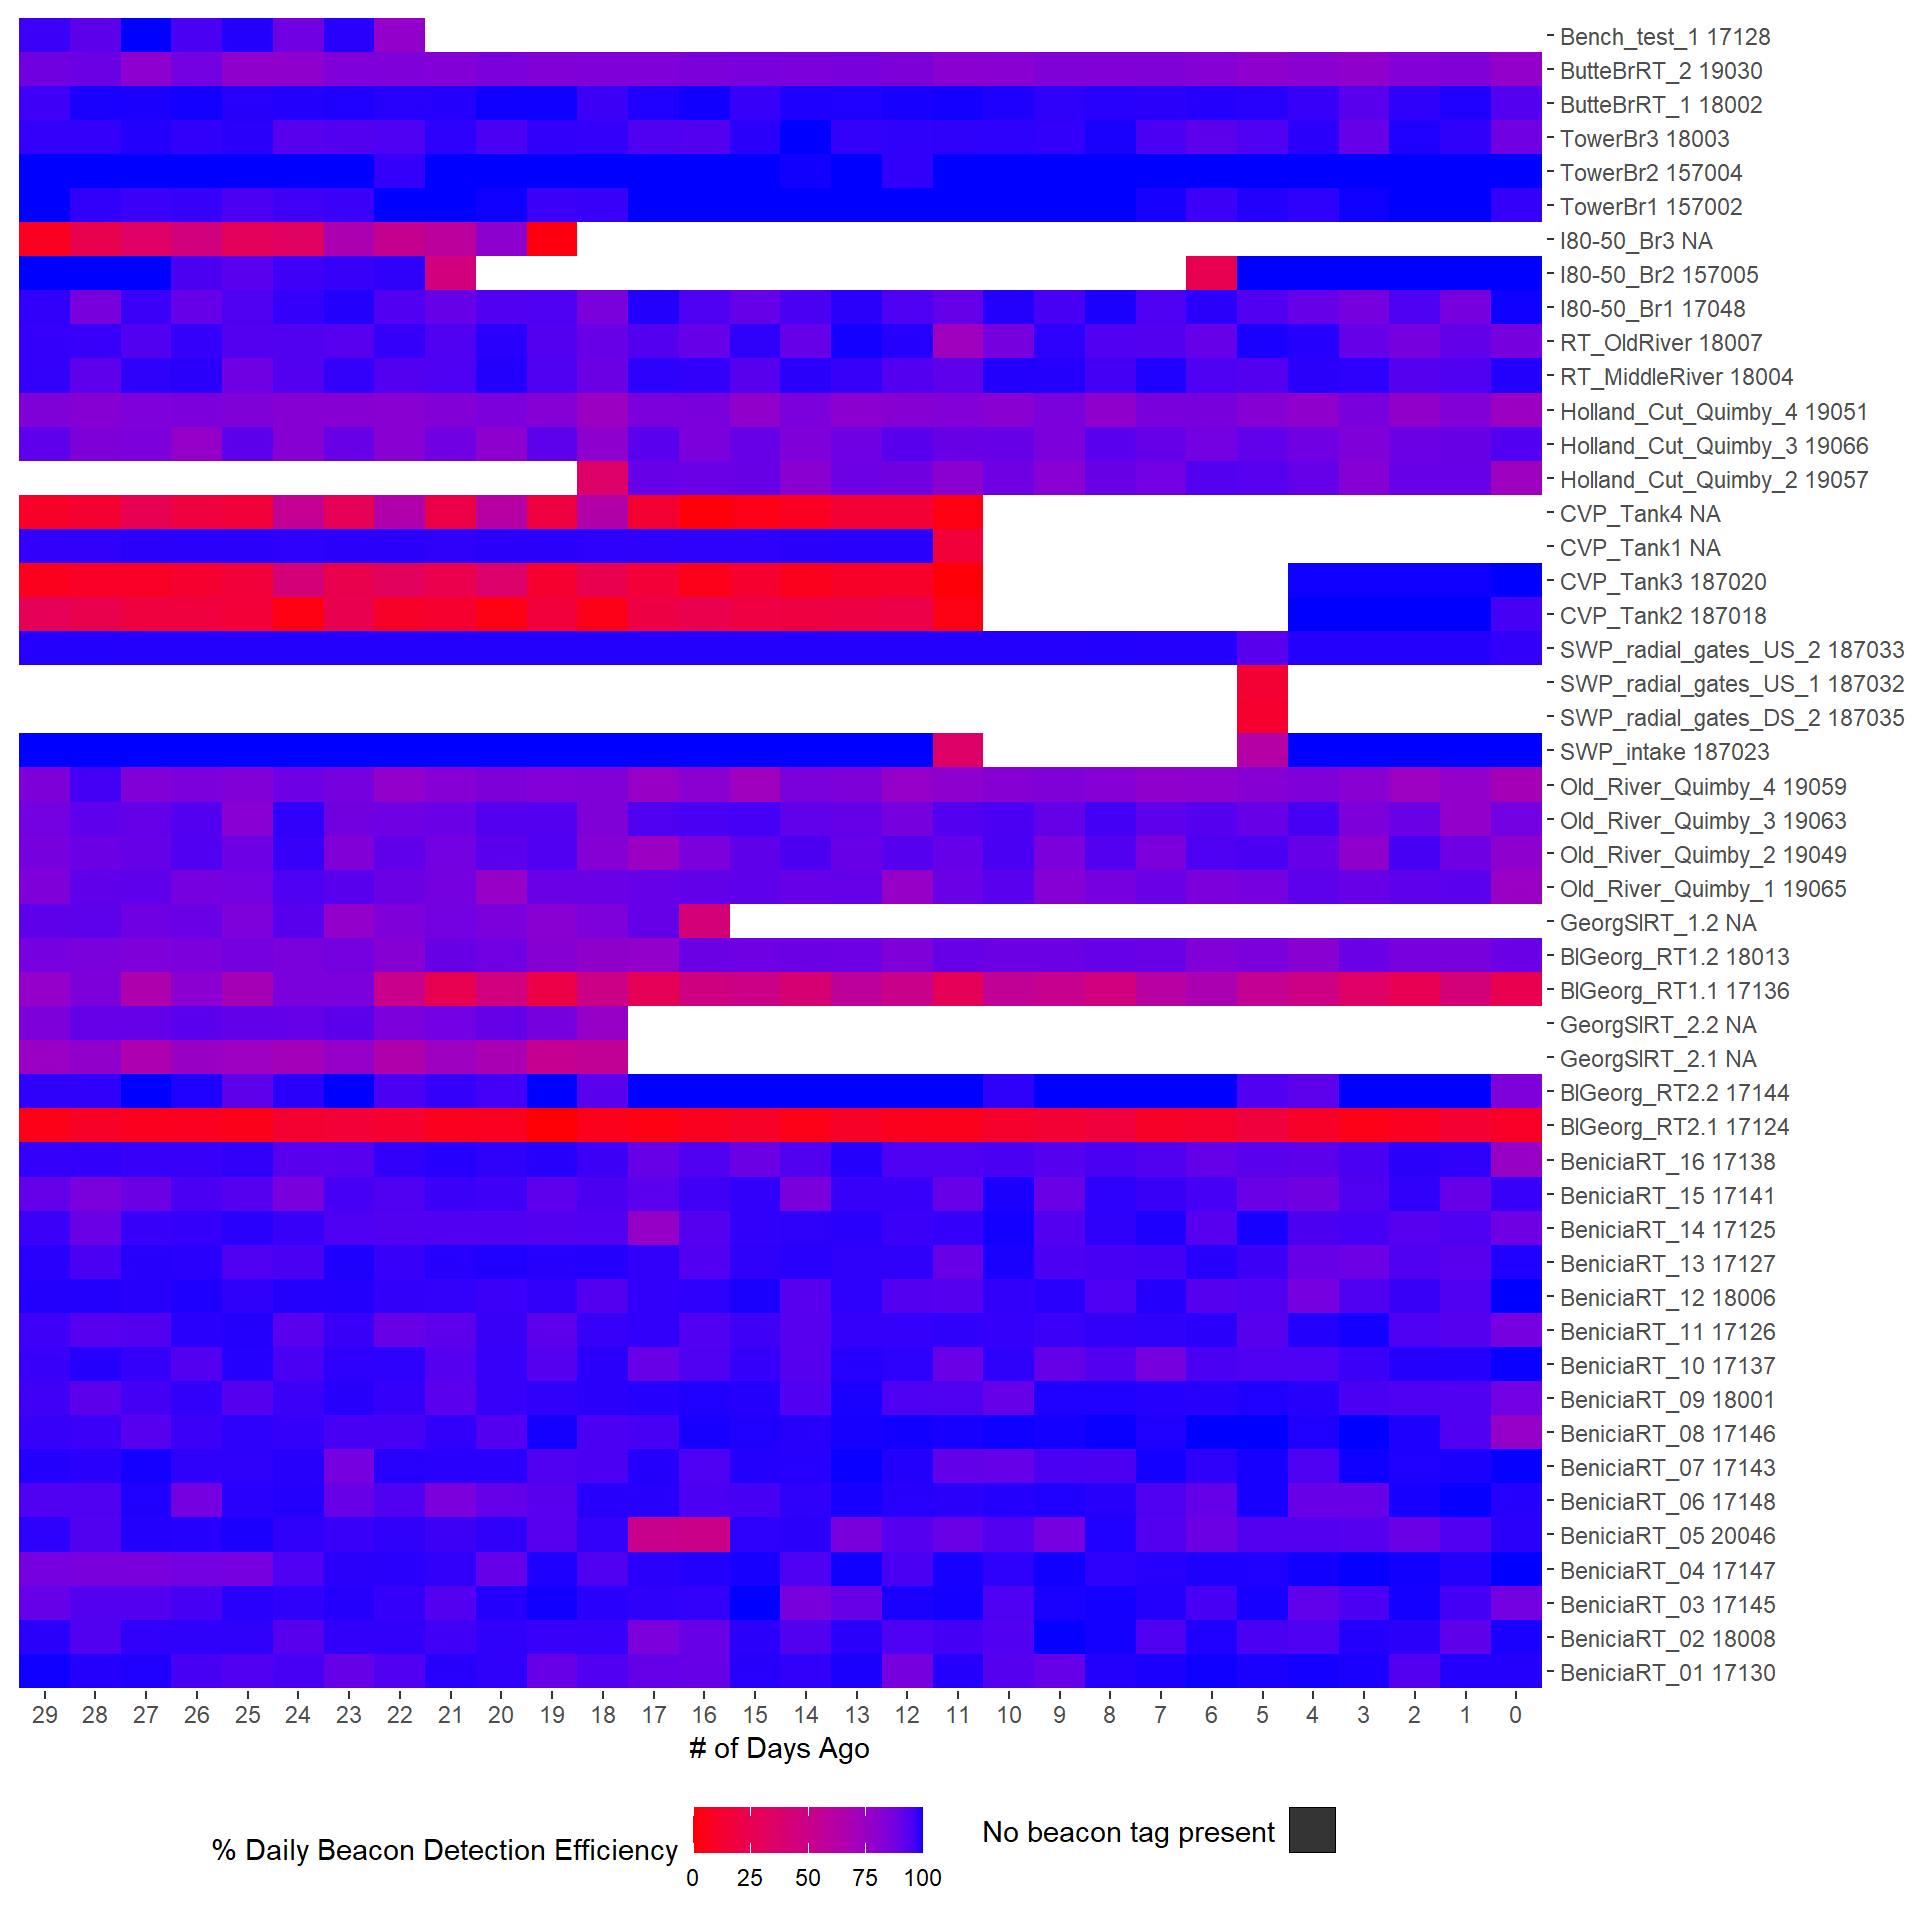 Bench_test_1 17128
ButteBrRT_2 19030
ButteBrRT_1 18002
TowerBr3 18003
TowerBr2 157004
TowerBr1 157002
I80-50_Br3 NA
I80-50_Br2 157005
I80-50_Br1 17048
RT_OldRiver 18007
RT_MiddleRiver 18004
Holland_Cut_Quimby_4 19051
Holland_Cut_Quimby_3 19066
Holland_Cut_Quimby_2 19057
CVP_Tank4 NA
CVP_Tank1 NA
CVP_Tank3 187020
CVP_Tank2 187018
SWP_radial_gates_US_2 187033
SWP_radial_gates_US_1 187032
SWP_radial_gates_DS_2 187035
SWP_intake 187023
Old_River_Quimby_4 19059
Old_River_Quimby_3 19063
Old_River_Quimby_2 19049
Old_River_Quimby_1 19065
GeorgSlRT_1.2 NA
BlGeorg_RT1.2 18013
BlGeorg_RT1.1 17136
GeorgSlRT_2.2 NA
GeorgSlRT_2.1 NA
BlGeorg_RT2.2 17144
BlGeorg_RT2.1 17124
BeniciaRT_16 17138
BeniciaRT_15 17141
BeniciaRT_14 17125
BeniciaRT_13 17127
BeniciaRT_12 18006
BeniciaRT_11 17126
BeniciaRT_10 17137
BeniciaRT_09 18001
BeniciaRT_08 17146
BeniciaRT_07 17143
BeniciaRT_06 17148
BeniciaRT_05 20046
BeniciaRT_04 17147
BeniciaRT_03 17145
BeniciaRT_02 18008
BeniciaRT_01 17130
29 28 27 26 25 24 23 22 21 20 19 18 17 16 15 14 13 12 11 10 9 8 7 6 5 4 3 2 1 0
# of Days Ago
% Daily Beacon Detection Efficiency
0 25 50 75 100
No beacon tag present